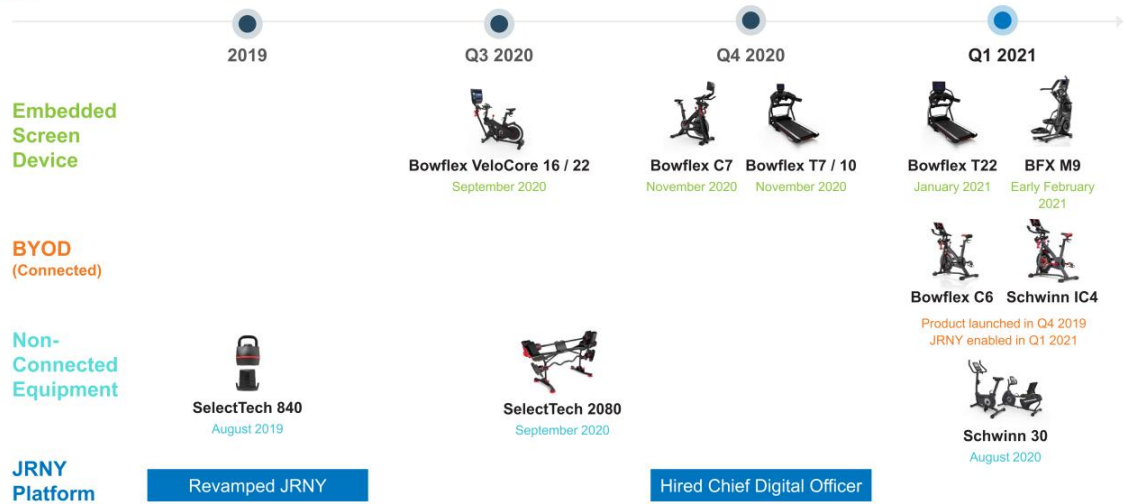 2019
Q3 2020
Q4 2020
Q1 2021
Embedded
Screen
Device
Bowflex VeloCore 16 / 22
September 2020
Bowflex C7
November 2020
Bowflex T7 / 10
November 2020
Bowflex T22
January 2021
BFX M9
Early February
2021
BYOD
(Connected)
Bowflex C6
Schwinn IC4
Product launched in Q4 2019
JRNY enabled in Q1 2021
Non-
Connected
Equipment
SelectTech 840
August 2019
SelectTech 2080
September 2020
Schwinn 30
August 2020
JRNY
Platform
Revamped JRNY
Hired Chief Digital Officer